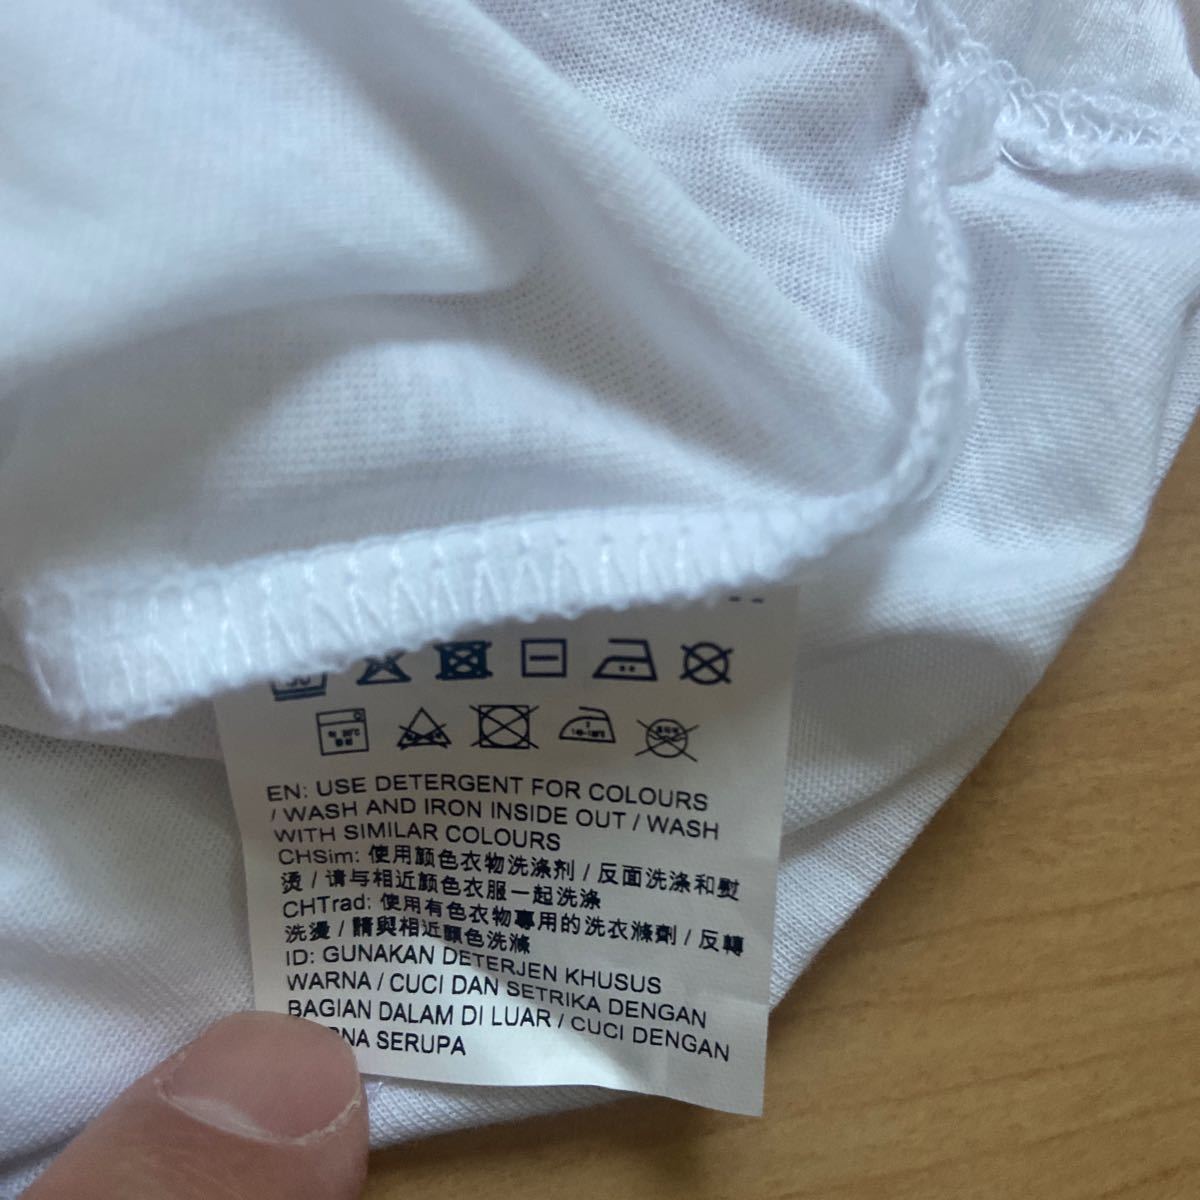 EN: USE DETERGENT FOR COLOURS
/ WASH AND IRON INSIDE OUT / WASH
WITH SIMILAR COLOURS
CHSim: 使用颜色衣物洗涤剂 / 反面洗涤和熨
烫 / 请与相近颜色衣服一起洗涤
CHTrad: 使用有色衣物專用的洗衣滌劑 / 反轉
洗燙 / 請與相近顏色洗滌
ID: GUNAKAN DETERJEN KHUSUS
WARNA / CUCI DAN SETRIKA DENGAN
BAGIAN DALAM DI LUAR / CUCI DENGAN
NA SERUPA